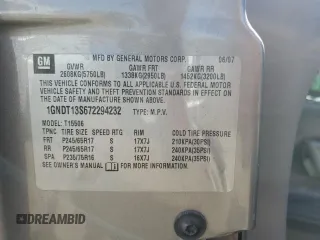 GM
MFD BY GENERAL MOTORS CORP. 06/07
GVWR GAWR FRT GAWR RR
2608KG(5750LB) 1338KG(2950LB) 1452KG(3200LB)
THIS VEHICLE CONFORMS TO ALL APPLICABLE U.S. FEDERAL
MOTOR VEHICLE SAFETY AND THEFT PREVENTION STANDARDS IN
EFFECT ON THE DATE OF MANUFACTURE SHOWN ABOVE.
1GNDT13S672294232 TYPE: M.P.V.
MODEL: T15506
TPNC TIRE SIZE SPEED RTG RIM COLD TIRE PRESSURE
FRT P245/65R17 S 17X7J 210KPA(30PSI)
RR P245/65R17 S 17X7J 240KPA(35PSI)
SPA P235/75R16 S 16X7J 240KPA(35PSI)
SEE OWNER'S MANUAL FOR MORE INFORMATION.
DREAMBID